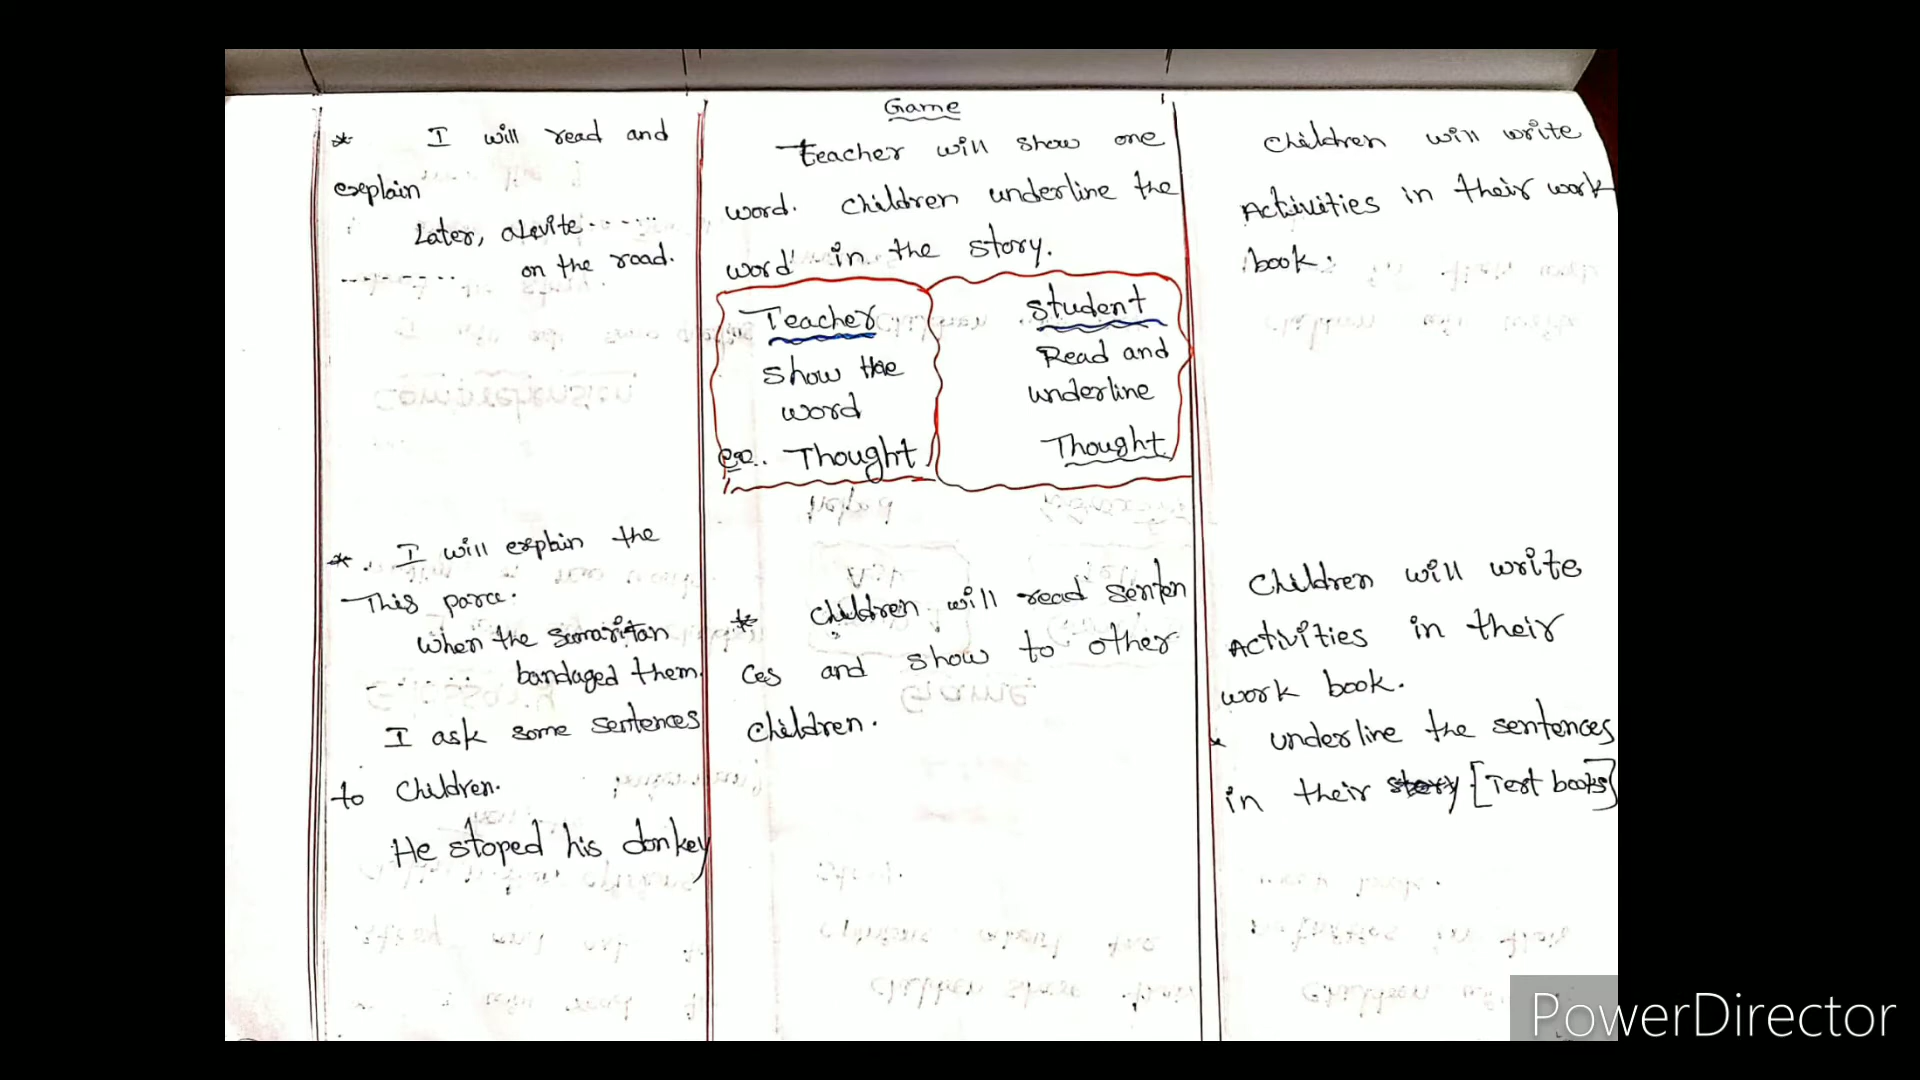 * I will read and
explain
Later, a Levite ......
......... on the road.
* . I will explain the
This para.
When the Samaritan
...... bandaged them.
I ask some sentences
to children.
He stoped his donkey
Game
Teacher will show one
word. children underline the
word in the story.
Teacher
Show the
word
ex.. Thought
Student
Read and
underline
Thought
* children will read senten
ces and show to other
children.
children will write
Activities in their work
book.
Children will write
Activities in their
work book.
* underline the sentences
in their story [Text books]
PowerDirector